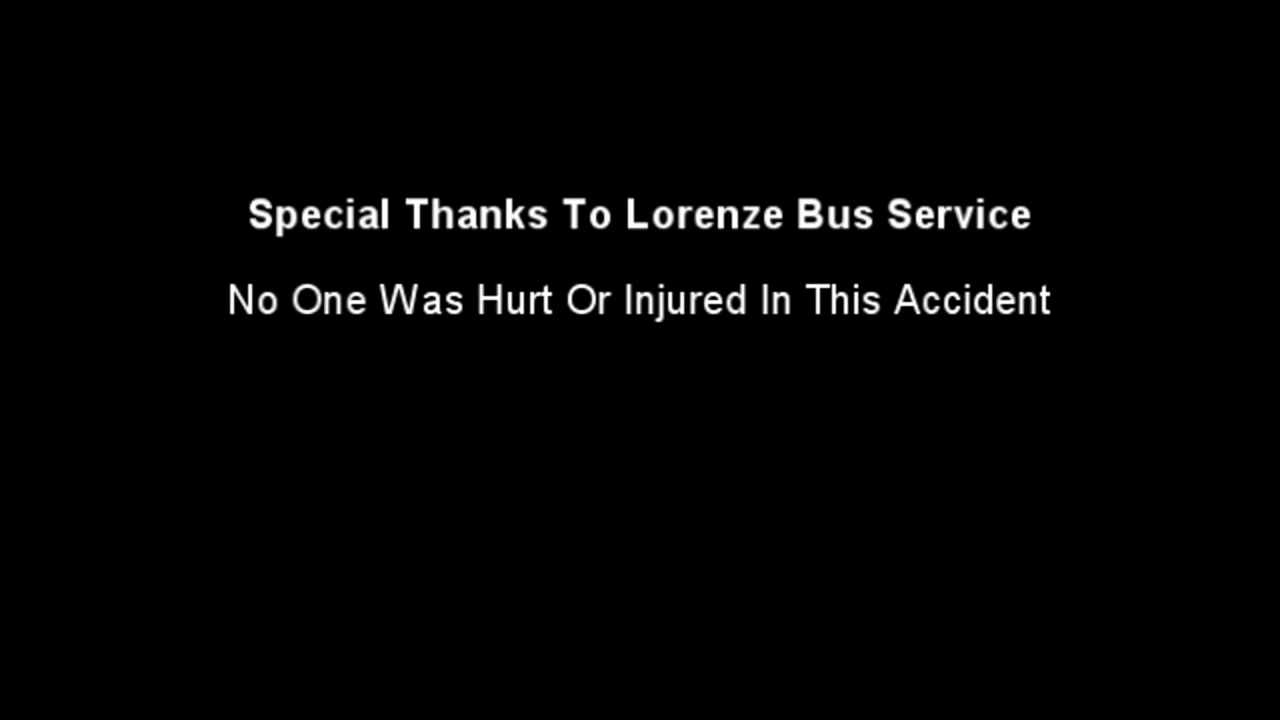 Special Thanks To Lorenze Bus Service
No One Was Hurt Or Injured In This Accident